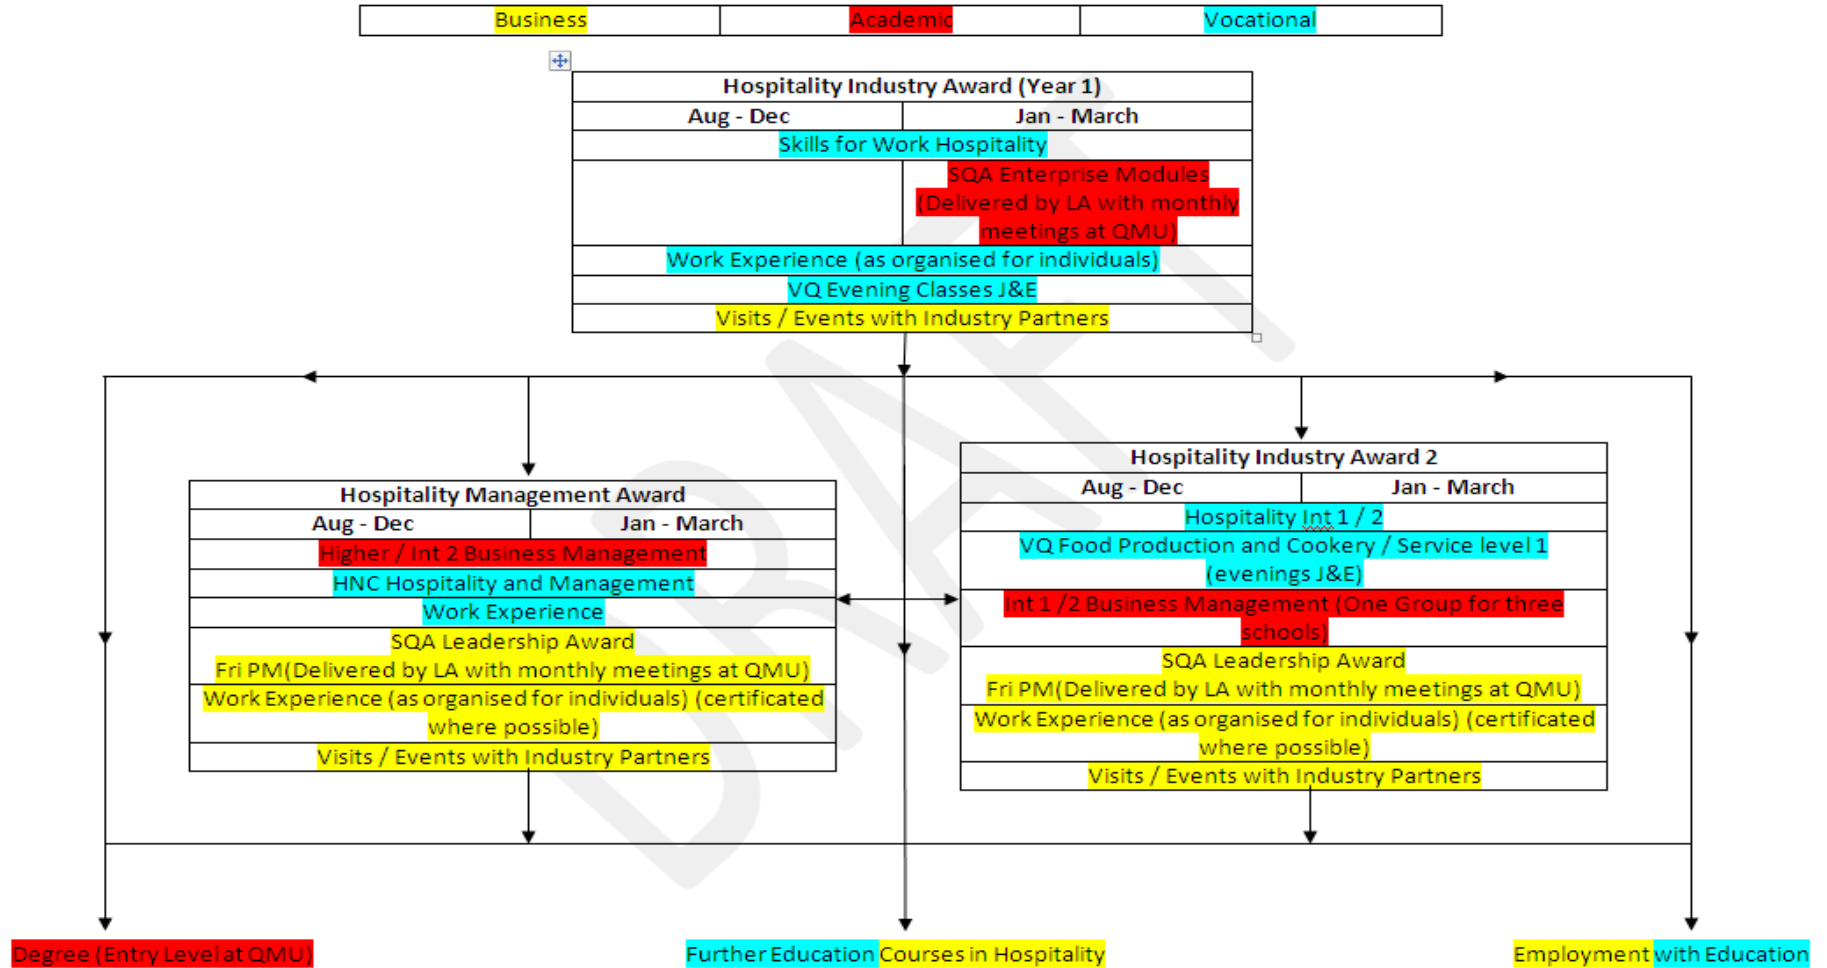 Business Academic Vocational
Hospitality Industry Award (Year 1)
Aug - Dec Jan - March
Skills for Work Hospitality
SQA Enterprise Modules
(Delivered by LA with monthly
meetings at QMU)
Work Experience (as organised for individuals)
VQ Evening Classes J&E
Visits / Events with Industry Partners
Hospitality Management Award
Aug - Dec Jan - March
Higher / Int 2 Business Management
HNC Hospitality and Management
Work Experience
SQA Leadership Award
Fri PM(Delivered by LA with monthly meetings at QMU)
Work Experience (as organised for individuals) (certificated
where possible)
Visits / Events with Industry Partners
Hospitality Industry Award 2
Aug - Dec Jan - March
Hospitality Int 1 / 2
VQ Food Production and Cookery / Service level 1
(evenings J&E)
Int 1 /2 Business Management (One Group for three
schools)
SQA Leadership Award
Fri PM(Delivered by LA with monthly meetings at QMU)
Work Experience (as organised for individuals) (certificated
where possible)
Visits / Events with Industry Partners
Degree (Entry Level at QMU) Further Education Courses in Hospitality Employment with Education
DRAFT